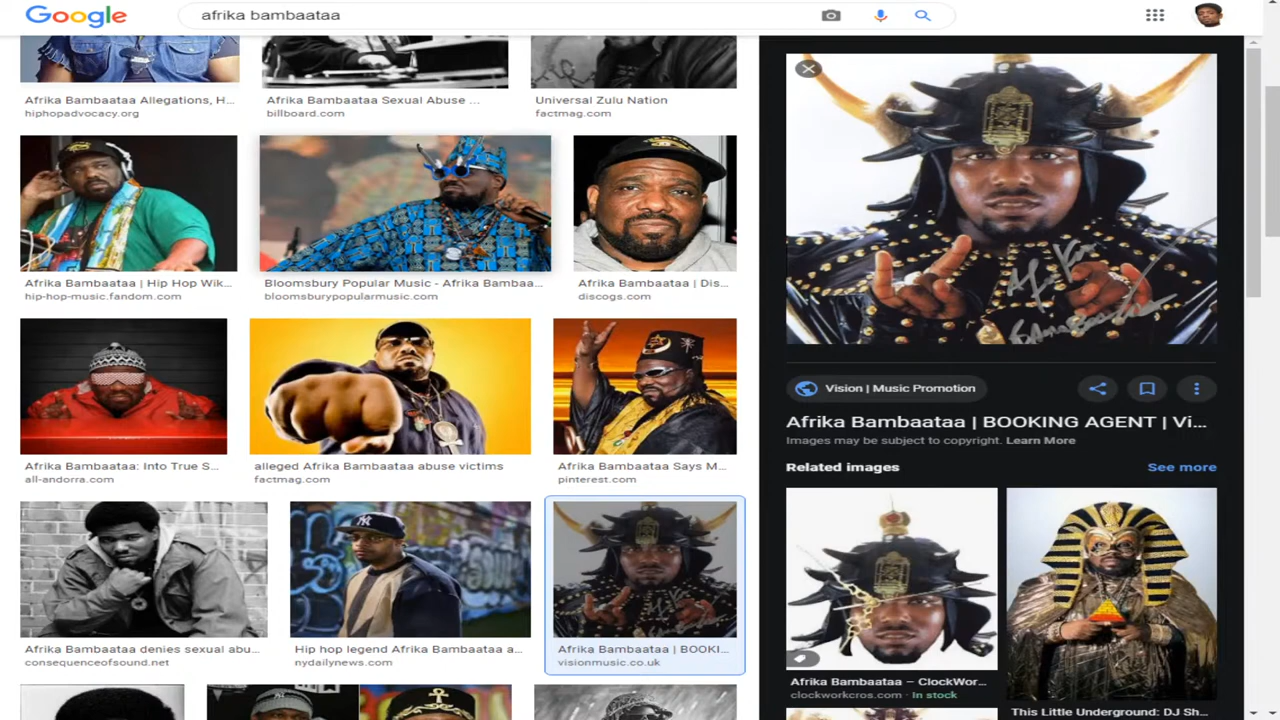 Google
afrika bambaataa
Afrika Bambaataa Allegations, H...
hiphopadvocacy.org
Afrika Bambaataa Sexual Abuse ...
billboard.com
Universal Zulu Nation
factmag.com
Afrika Bambaataa | Hip Hop Wik...
hip-hop-music.fandom.com
Bloomsbury Popular Music - Afrika Bambaa...
bloomsburypopularmusic.com
Afrika Bambaataa | Dis...
discogs.com
Afrika Bambaataa: Into True S...
all-andorra.com
alleged Afrika Bambaataa abuse victims
factmag.com
Afrika Bambaataa Says M...
pinterest.com
Afrika Bambaataa denies sexual abu...
consequenceofsound.net
Hip hop legend Afrika Bambaataa a...
nydailynews.com
Afrika Bambaataa | BOOKI...
visionmusic.co.uk
Vision | Music Promotion
Afrika Bambaataa | BOOKING AGENT | Vi...
Images may be subject to copyright. Learn More
Related images
See more
Afrika Bambaataa – ClockWor...
clockworkcros.com · In stock
This Little Underground: DJ Sh...